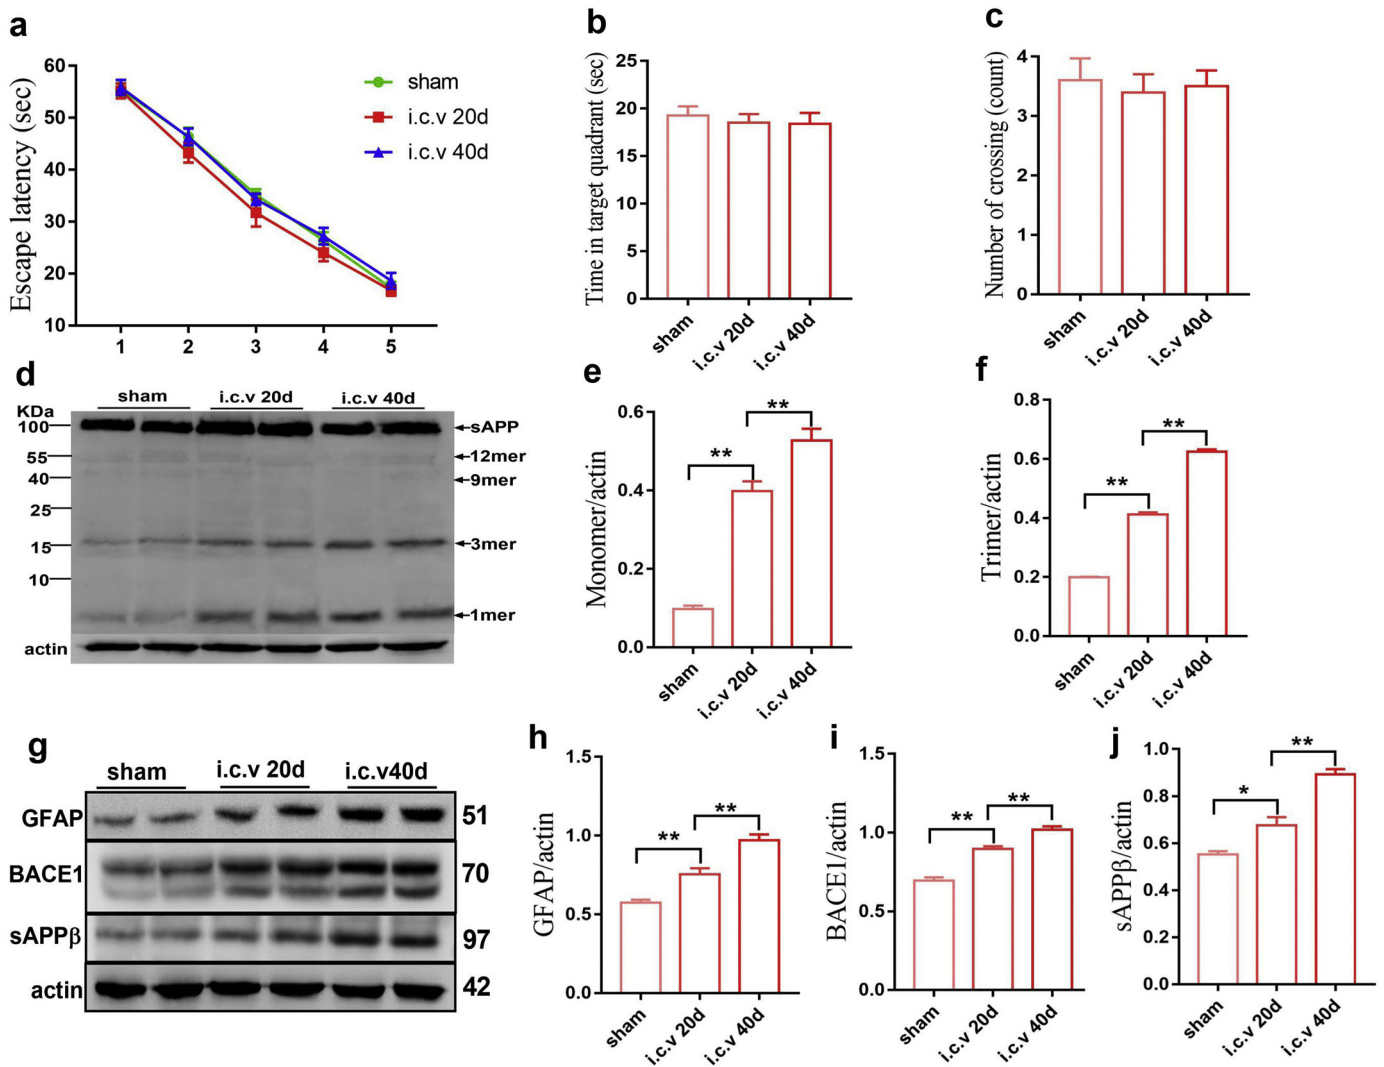 a
Escape latency (sec)
60
50
40
30
20
10
1 2 3 4 5
sham
i.c.v 20d
i.c.v 40d
b
Time in target quadrant (sec)
25
20
15
10
5
0
sham
i.c.v 20d
i.c.v 40d
c
Number of crossing (count)
4
3
2
1
0
sham
i.c.v 20d
i.c.v 40d
d
sham i.c.v 20d i.c.v 40d
KDa
100
55
40
25
15
10
actin
sAPP
12mer
9mer
3mer
1mer
e
Monomer/actin
0.6
0.4
0.2
0.0
**
**
sham
i.c.v 20d
i.c.v 40d
f
Trimer/actin
0.8
0.6
0.4
0.2
0.0
**
**
sham
i.c.v 20d
i.c.v 40d
g
sham i.c.v 20d i.c.v40d
GFAP 51
BACE1 70
sAPPβ 97
actin 42
h
GFAP/actin
1.5
1.0
0.5
0.0
**
**
sham
i.c.v 20d
i.c.v 40d
i
BACE1/actin
1.5
1.0
0.5
0.0
**
**
sham
i.c.v 20d
i.c.v 40d
j
sAPPβ/actin
1.0
0.8
0.6
0.4
0.2
0.0
*
**
sham
i.c.v 20d
i.c.v 40d